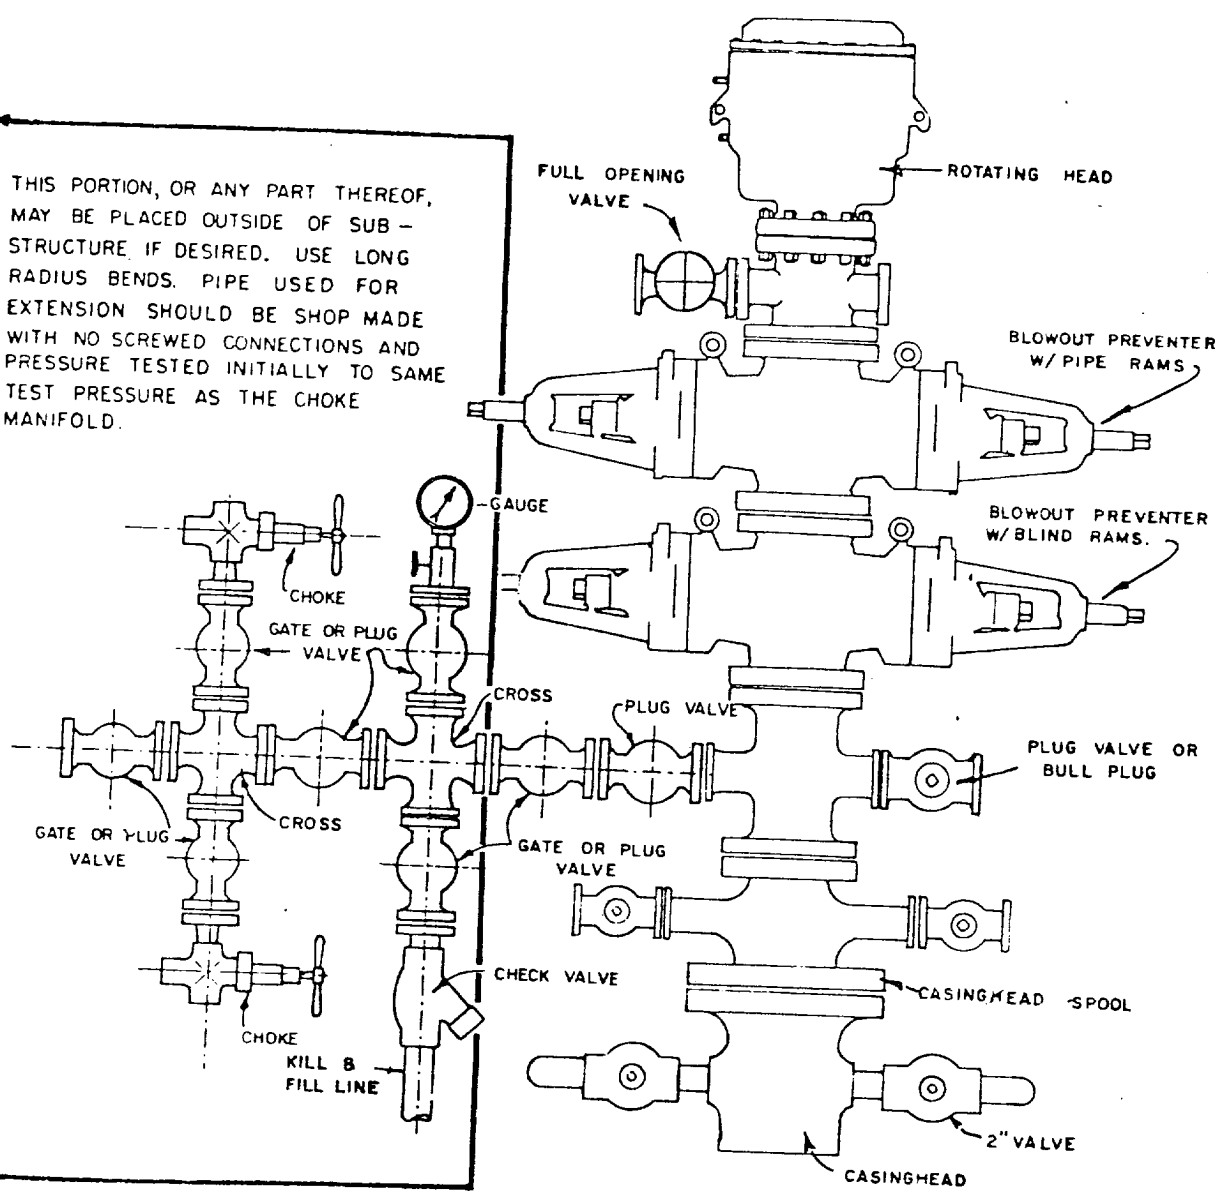 THIS PORTION, OR ANY PART THEREOF,
MAY BE PLACED OUTSIDE OF SUB-
STRUCTURE IF DESIRED. USE LONG
RADIUS BENDS. PIPE USED FOR
EXTENSION SHOULD BE SHOP MADE
WITH NO SCREWED CONNECTIONS AND
PRESSURE TESTED INITIALLY TO SAME
TEST PRESSURE AS THE CHOKE
MANIFOLD.
FULL OPENING
VALVE
ROTATING HEAD
BLOWOUT PREVENTER
W/ PIPE RAMS
GAUGE
BLOWOUT PREVENTER
W/ BLIND RAMS.
CHOKE
GATE OR PLUG
VALVE
CROSS
PLUG VALVE
PLUG VALVE OR
BULL PLUG
CROSS
GATE OR PLUG
VALVE
GATE OR PLUG
VALVE
CHECK VALVE
CASINGHEAD SPOOL
CHOKE
KILL &
FILL LINE
2" VALVE
CASINGHEAD